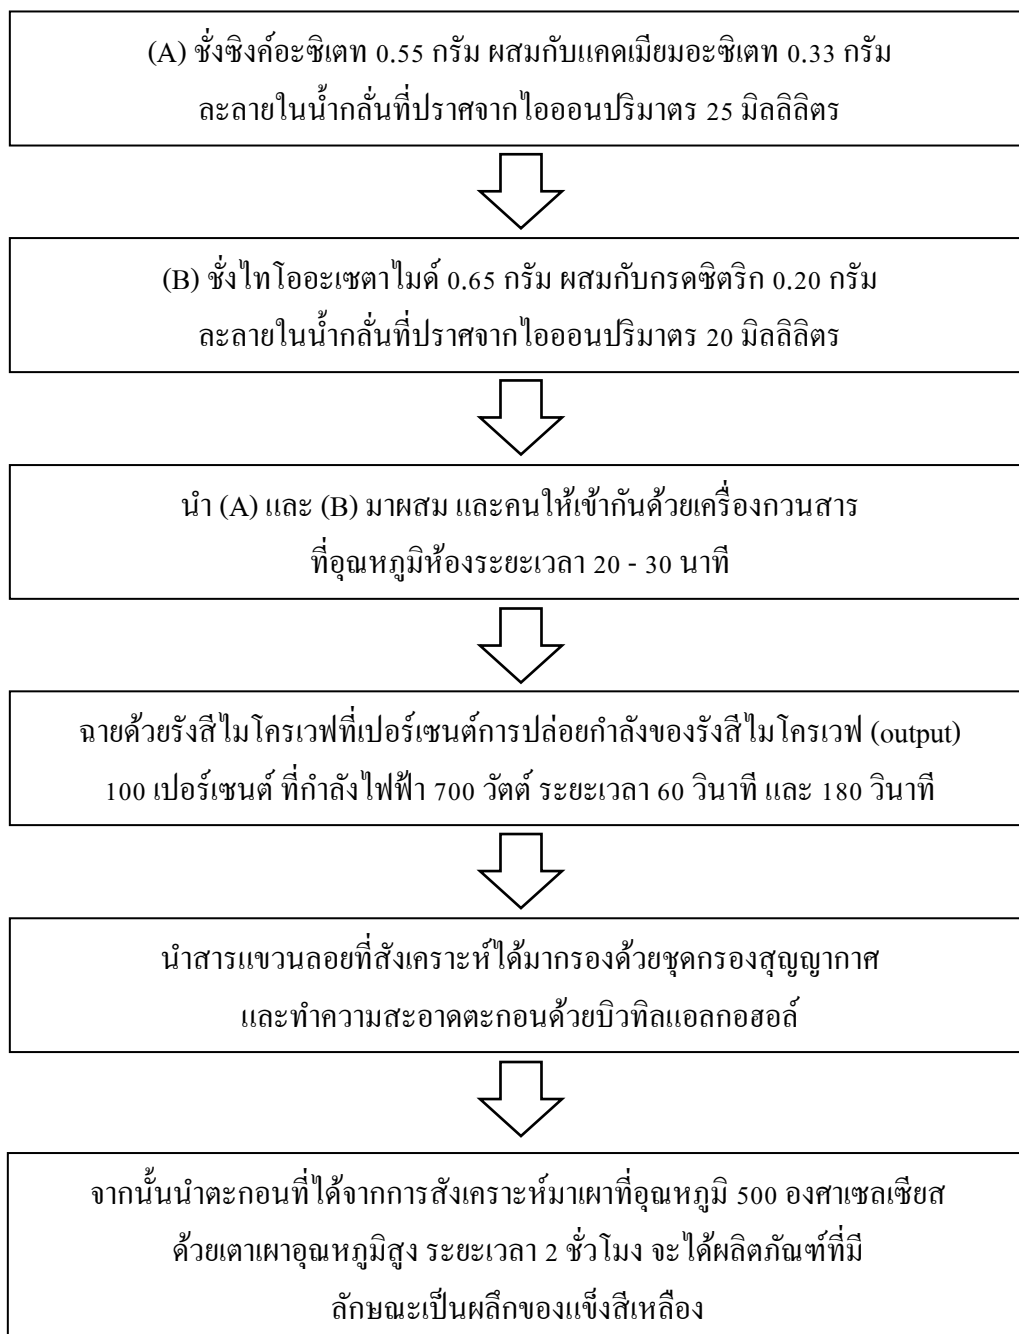 (A) ชั่งซิงค์อะซิเตท 0.55 กรัม ผสมกับแคดเมียมอะซิเตท 0.33 กรัม
ละลายในน้ำกลั่นที่ปราศจากไอออนปริมาตร 25 มิลลิลิตร
(B) ชั่งไทโออะเซตาไมด์ 0.65 กรัม ผสมกับกรดซิตริก 0.20 กรัม
ละลายในน้ำกลั่นที่ปราศจากไอออนปริมาตร 20 มิลลิลิตร
นำ (A) และ (B) มาผสม และคนให้เข้ากันด้วยเครื่องกวนสาร
ที่อุณหภูมิห้องระยะเวลา 20 - 30 นาที
ฉายด้วยรังสีไมโครเวฟที่เปอร์เซนต์การปล่อยกำลังของรังสีไมโครเวฟ (output)
100 เปอร์เซนต์ ที่กำลังไฟฟ้า 700 วัตต์ ระยะเวลา 60 วินาที และ 180 วินาที
นำสารแขวนลอยที่สังเคราะห์ได้มากรองด้วยชุดกรองสุญญากาศ
และทำความสะอาดตะกอนด้วยบิวทิลแอลกอฮอล์
จากนั้นนำตะกอนที่ได้จากการสังเคราะห์มาเผาที่อุณหภูมิ 500 องศาเซลเซียส
ด้วยเตาเผาอุณหภูมิสูง ระยะเวลา 2 ชั่วโมง จะได้ผลิตภัณฑ์ที่มี
ลักษณะเป็นผลึกของแข็งสีเหลือง